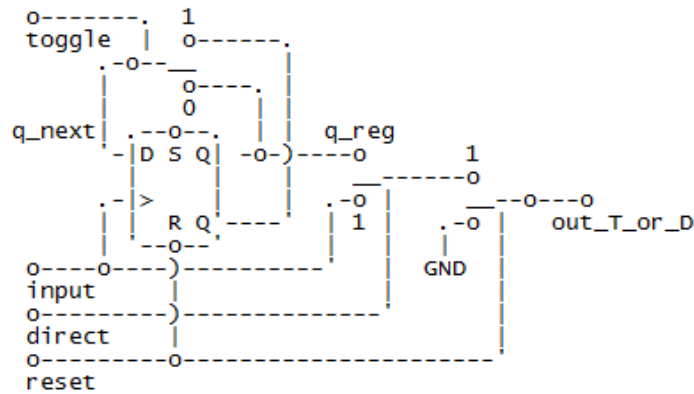 1
toggle
0
q_next q_reg
D S Q 1
>
R Q' out_T_or_D
1
GND
input
direct
reset